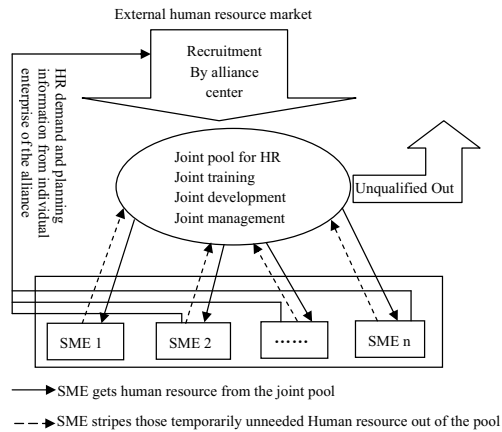 External human resource market
Recruitment
By alliance
center
HR demand and planning
information from individual
enterprise of the alliance
Joint pool for HR
Joint training
Joint development
Joint management
Unqualified Out
SME 1
SME 2
······
SME n
SME gets human resource from the joint pool
SME stripes those temporarily unneeded Human resource out of the pool